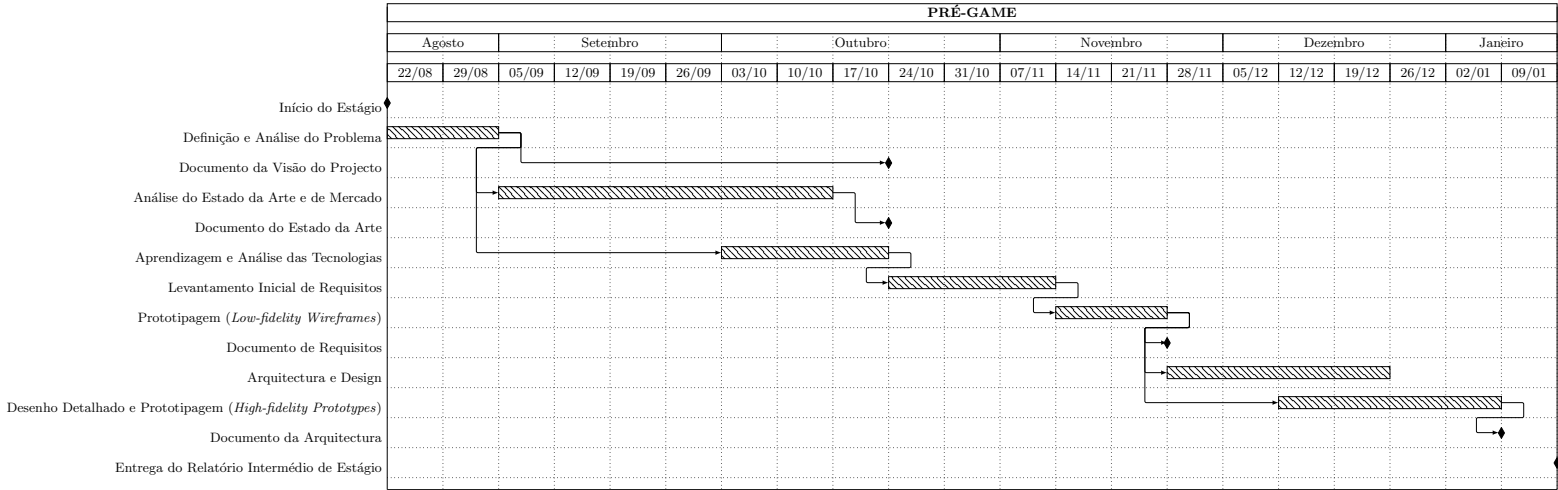 PRÉ-GAME
Agosto Setembro Outubro Novembro Dezembro Janeiro
22/08 29/08 05/09 12/09 19/09 26/09 03/10 10/10 17/10 24/10 31/10 07/11 14/11 21/11 28/11 05/12 12/12 19/12 26/12 02/01 09/01
Início do Estágio
Definição e Análise do Problema
Documento da Visão do Projecto
Análise do Estado da Arte e de Mercado
Documento do Estado da Arte
Aprendizagem e Análise das Tecnologias
Levantamento Inicial de Requisitos
Prototipagem (Low-fidelity Wireframes)
Documento de Requisitos
Arquitectura e Design
Desenho Detalhado e Prototipagem (High-fidelity Prototypes)
Documento da Arquitectura
Entrega do Relatório Intermédio de Estágio